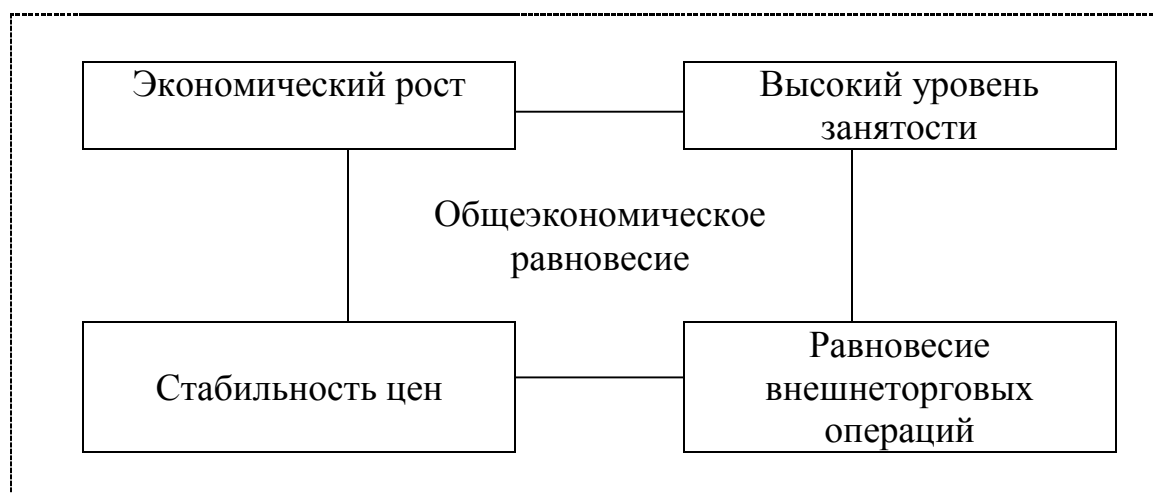 Экономический рост
Высокий уровень
занятости
Общеэкономическое
равновесие
Стабильность цен
Равновесие
внешнеторговых
операций